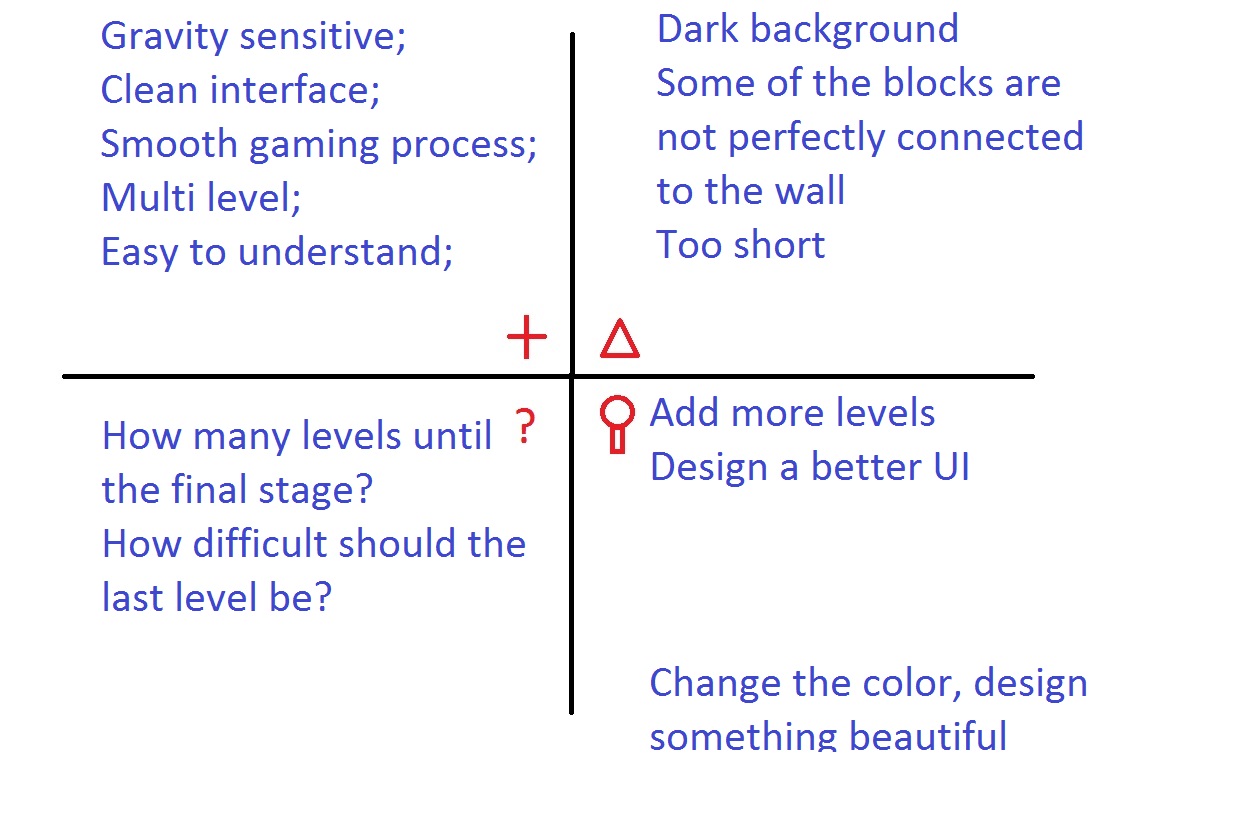 Gravity sensitive;
Clean interface;
Smooth gaming process;
Multi level;
Easy to understand;
Dark background
Some of the blocks are
not perfectly connected
to the wall
Too short
+ Δ
?
How many levels until
the final stage?
How difficult should the
last level be?
Add more levels
Design a better UI
Change the color, design
something beautiful